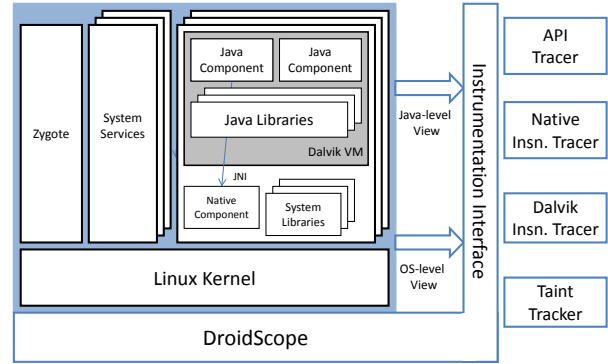 Zygote
System
Services
Java
Component
Java
Component
Java Libraries
Dalvik VM
JNI
Native
Component
System
Libraries
Linux Kernel
DroidScope
Java-level
View
OS-level
View
Instrumentation Interface
API
Tracer
Native
Insn. Tracer
Dalvik
Insn. Tracer
Taint
Tracker